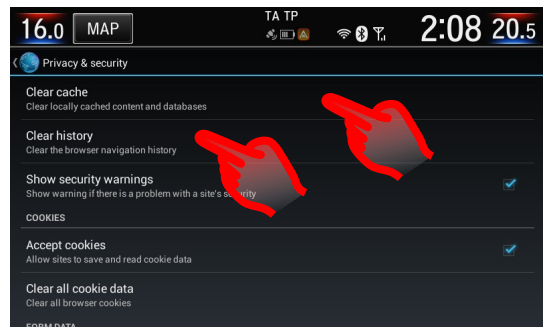 TA TP
16.0 MAP 2:08 20.5
Privacy & security
Clear cache
Clear locally cached content and databases
Clear history
Clear the browser navigation history
Show security warnings
Show warning if there is a problem with a site's security
COOKIES
Accept cookies
Allow sites to save and read cookie data
Clear all cookie data
Clear all browser cookies
FORM DATA